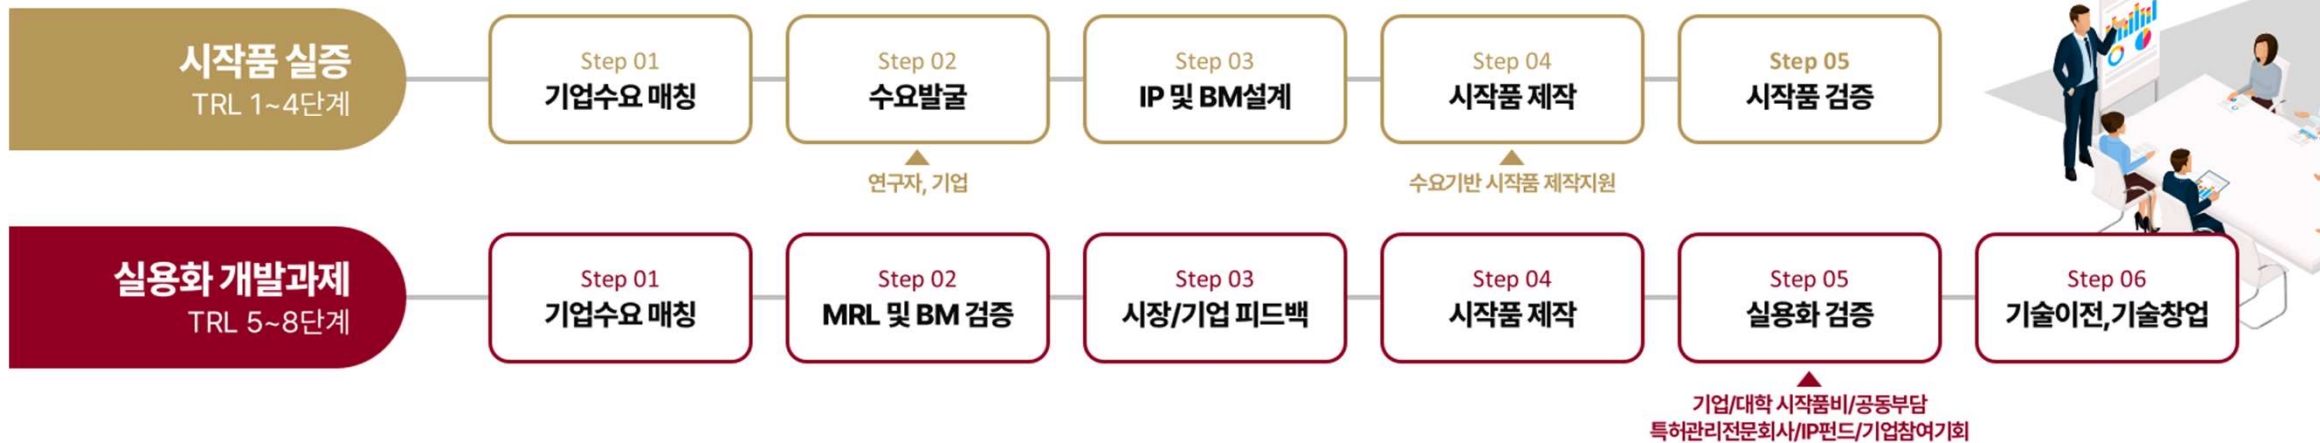 시작품 실증
TRL 1~4단계
Step 01
기업수요 매칭
Step 02
수요발굴
연구자, 기업
Step 03
IP 및 BM설계
Step 04
시작품 제작
수요기반 시작품 제작지원
Step 05
시작품 검증
실용화 개발과제
TRL 5~8단계
Step 01
기업수요 매칭
Step 02
MRL 및 BM 검증
Step 03
시장/기업 피드백
Step 04
시작품 제작
Step 05
실용화 검증
기업/대학 시작품비/공동부담
특허관리전문회사/IP펀드/기업참여기회
Step 06
기술이전,기술창업